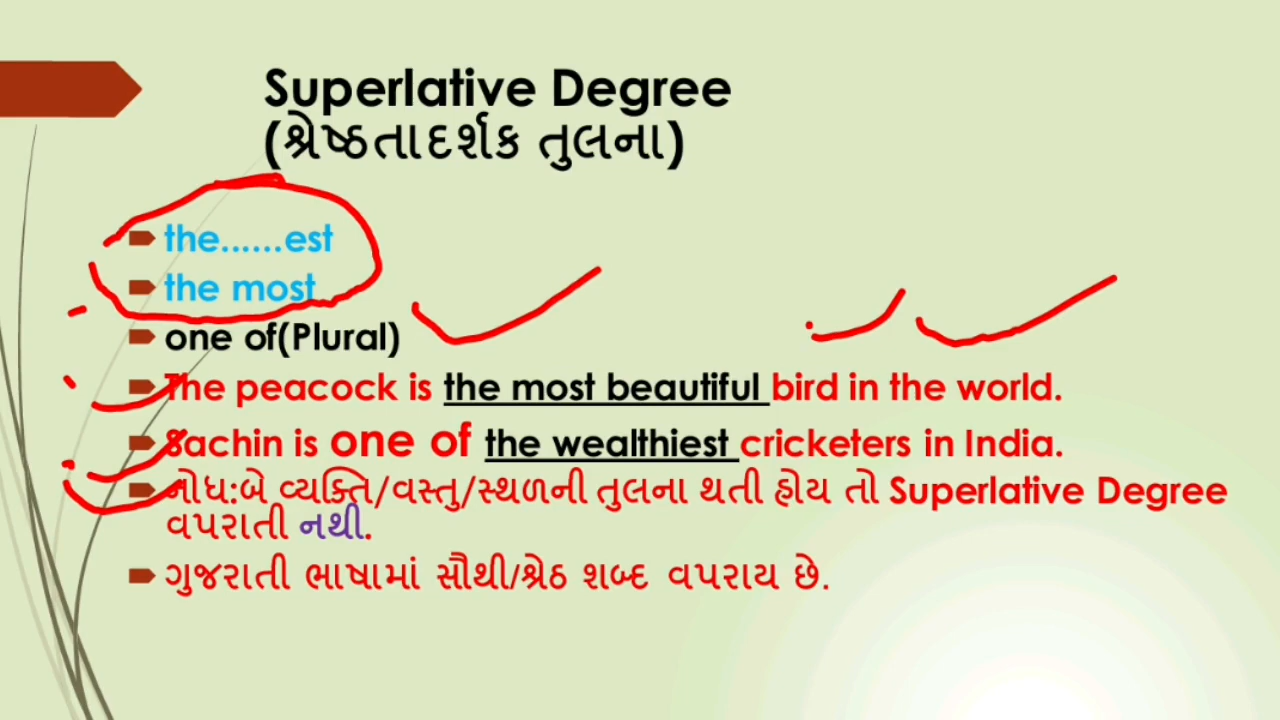 Superlative Degree
(શ્રેષ્ઠતાદર્શક તુલના)
the......est
the most
one of(Plural)
The peacock is the most beautiful bird in the world.
Sachin is one of the wealthiest cricketers in India.
નોધ:બે વ્યક્તિ/વસ્તુ/સ્થળની તુલના થતી હોય તો Superlative Degree
વપરાતી નથી.
ગુજરાતી ભાષામાં સૌથી/શ્રેઠ શબ્દ વપરાય છે.